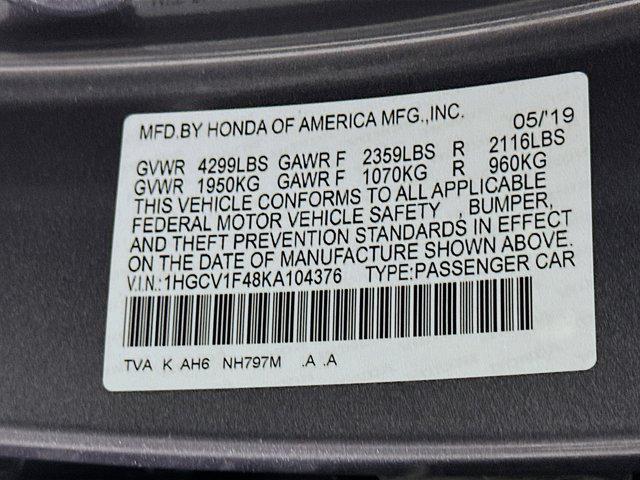 MFD.BY HONDA OF AMERICA MFG.,INC. 05/'19
GVWR 4299LBS GAWR F 2359LBS R 2116LBS
GVWR 1950KG GAWR F 1070KG R 960KG
THIS VEHICLE CONFORMS TO ALL APPLICABLE
FEDERAL MOTOR VEHICLE SAFETY , BUMPER,
AND THEFT PREVENTION STANDARDS IN EFFECT
ON THE DATE OF MANUFACTURE SHOWN ABOVE.
V.I.N.:1HGCV1F48KA104376 TYPE:PASSENGER CAR
TVA K AH6 NH797M .A .A